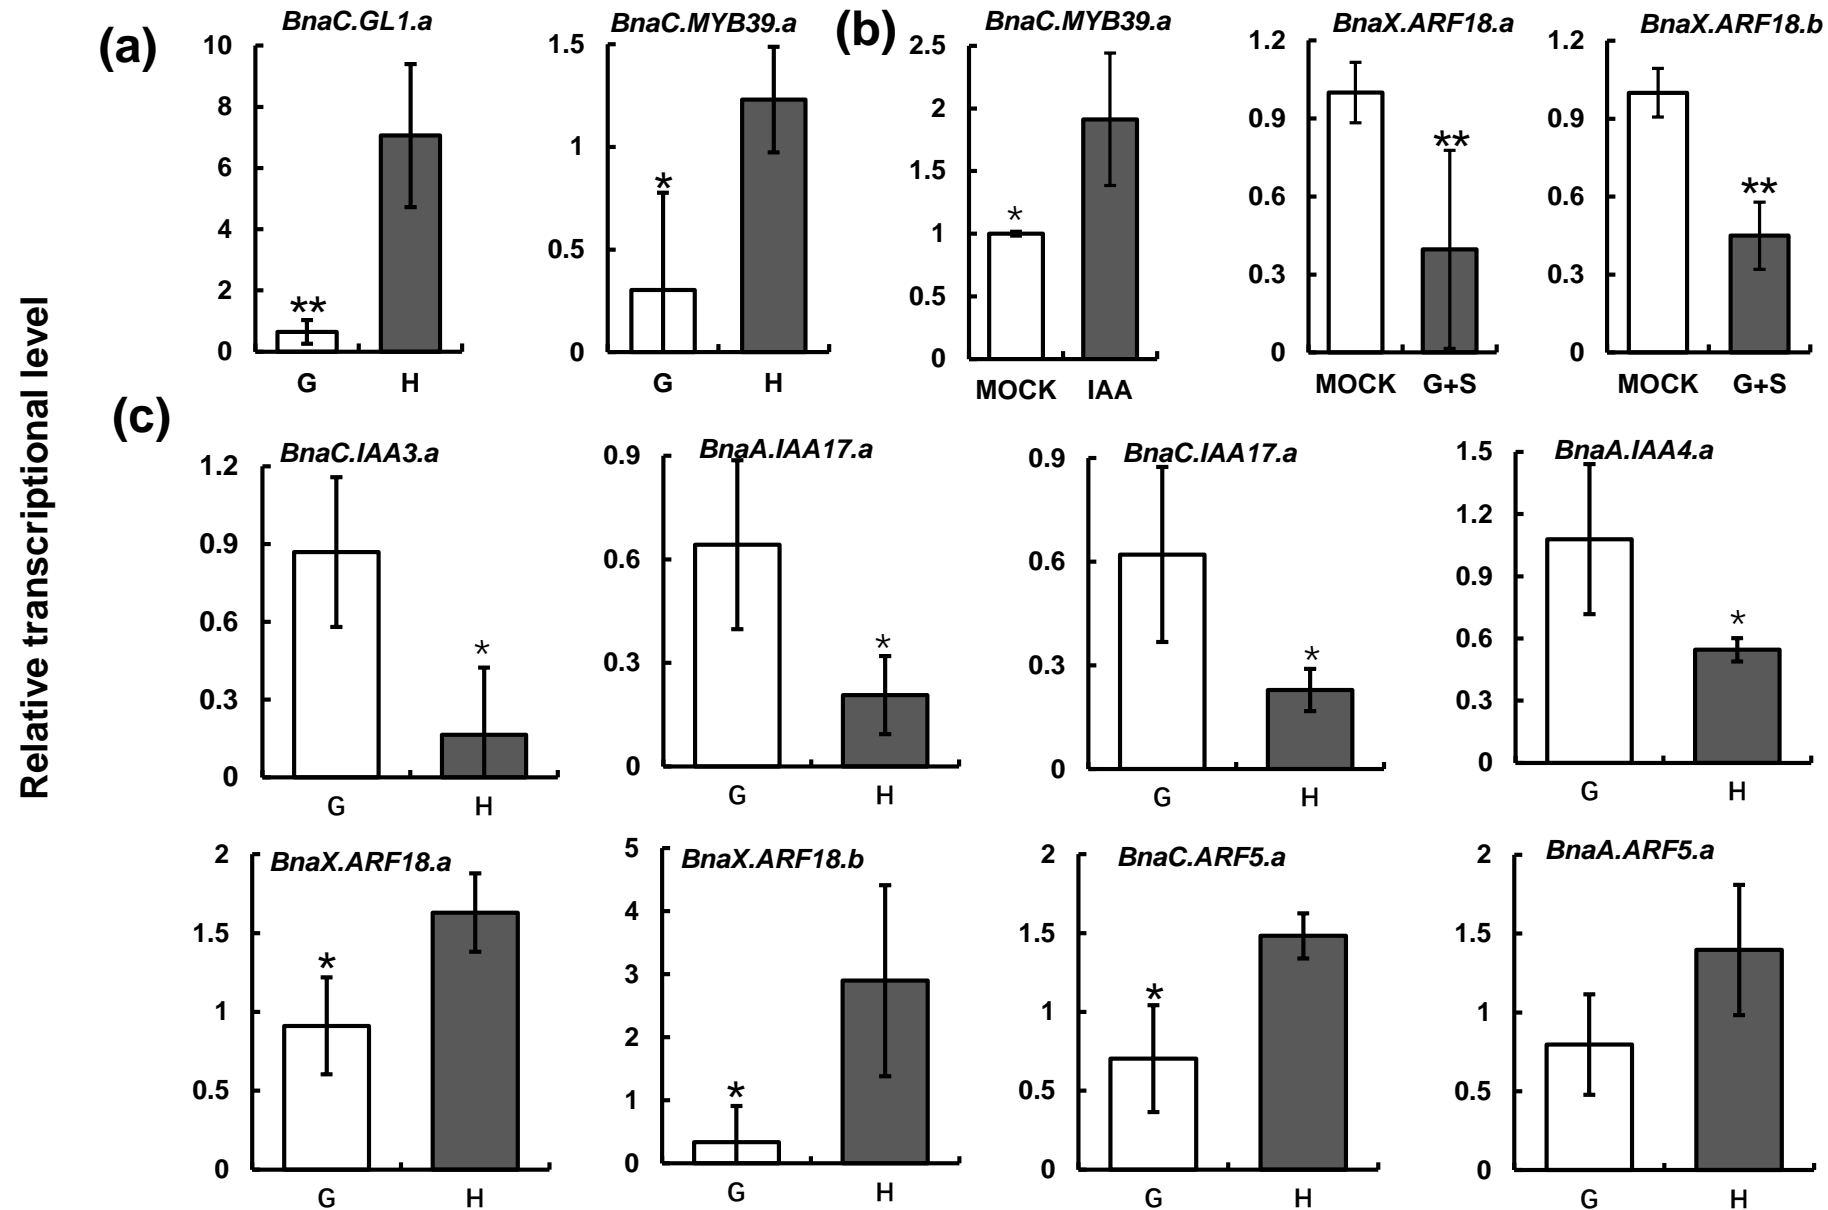 Relative transcriptional level
(a)
BnaC.GL1.a
10
8
6
4
2
0
**
G H
BnaC.MYB39.a
1.5
1
0.5
0
*
G H
(b)
BnaC.MYB39.a
2.5
2
1.5
1
0.5
0
*
MOCK IAA
BnaX.ARF18.a
1.2
0.9
0.6
0.3
0
**
MOCK G+S
BnaX.ARF18.b
1.2
0.9
0.6
0.3
0
**
MOCK G+S
(c)
BnaC.IAA3.a
1.2
0.9
0.6
0.3
0
*
G H
BnaA.IAA17.a
0.9
0.6
0.3
0
*
G H
BnaC.IAA17.a
0.9
0.6
0.3
0
*
G H
BnaA.IAA4.a
1.5
1.2
0.9
0.6
0.3
0
*
G H
BnaX.ARF18.a
2
1.5
1
0.5
0
*
G H
BnaX.ARF18.b
5
4
3
2
1
0
*
G H
BnaC.ARF5.a
2
1.5
1
0.5
0
*
G H
BnaA.ARF5.a
2
1.5
1
0.5
0
G H